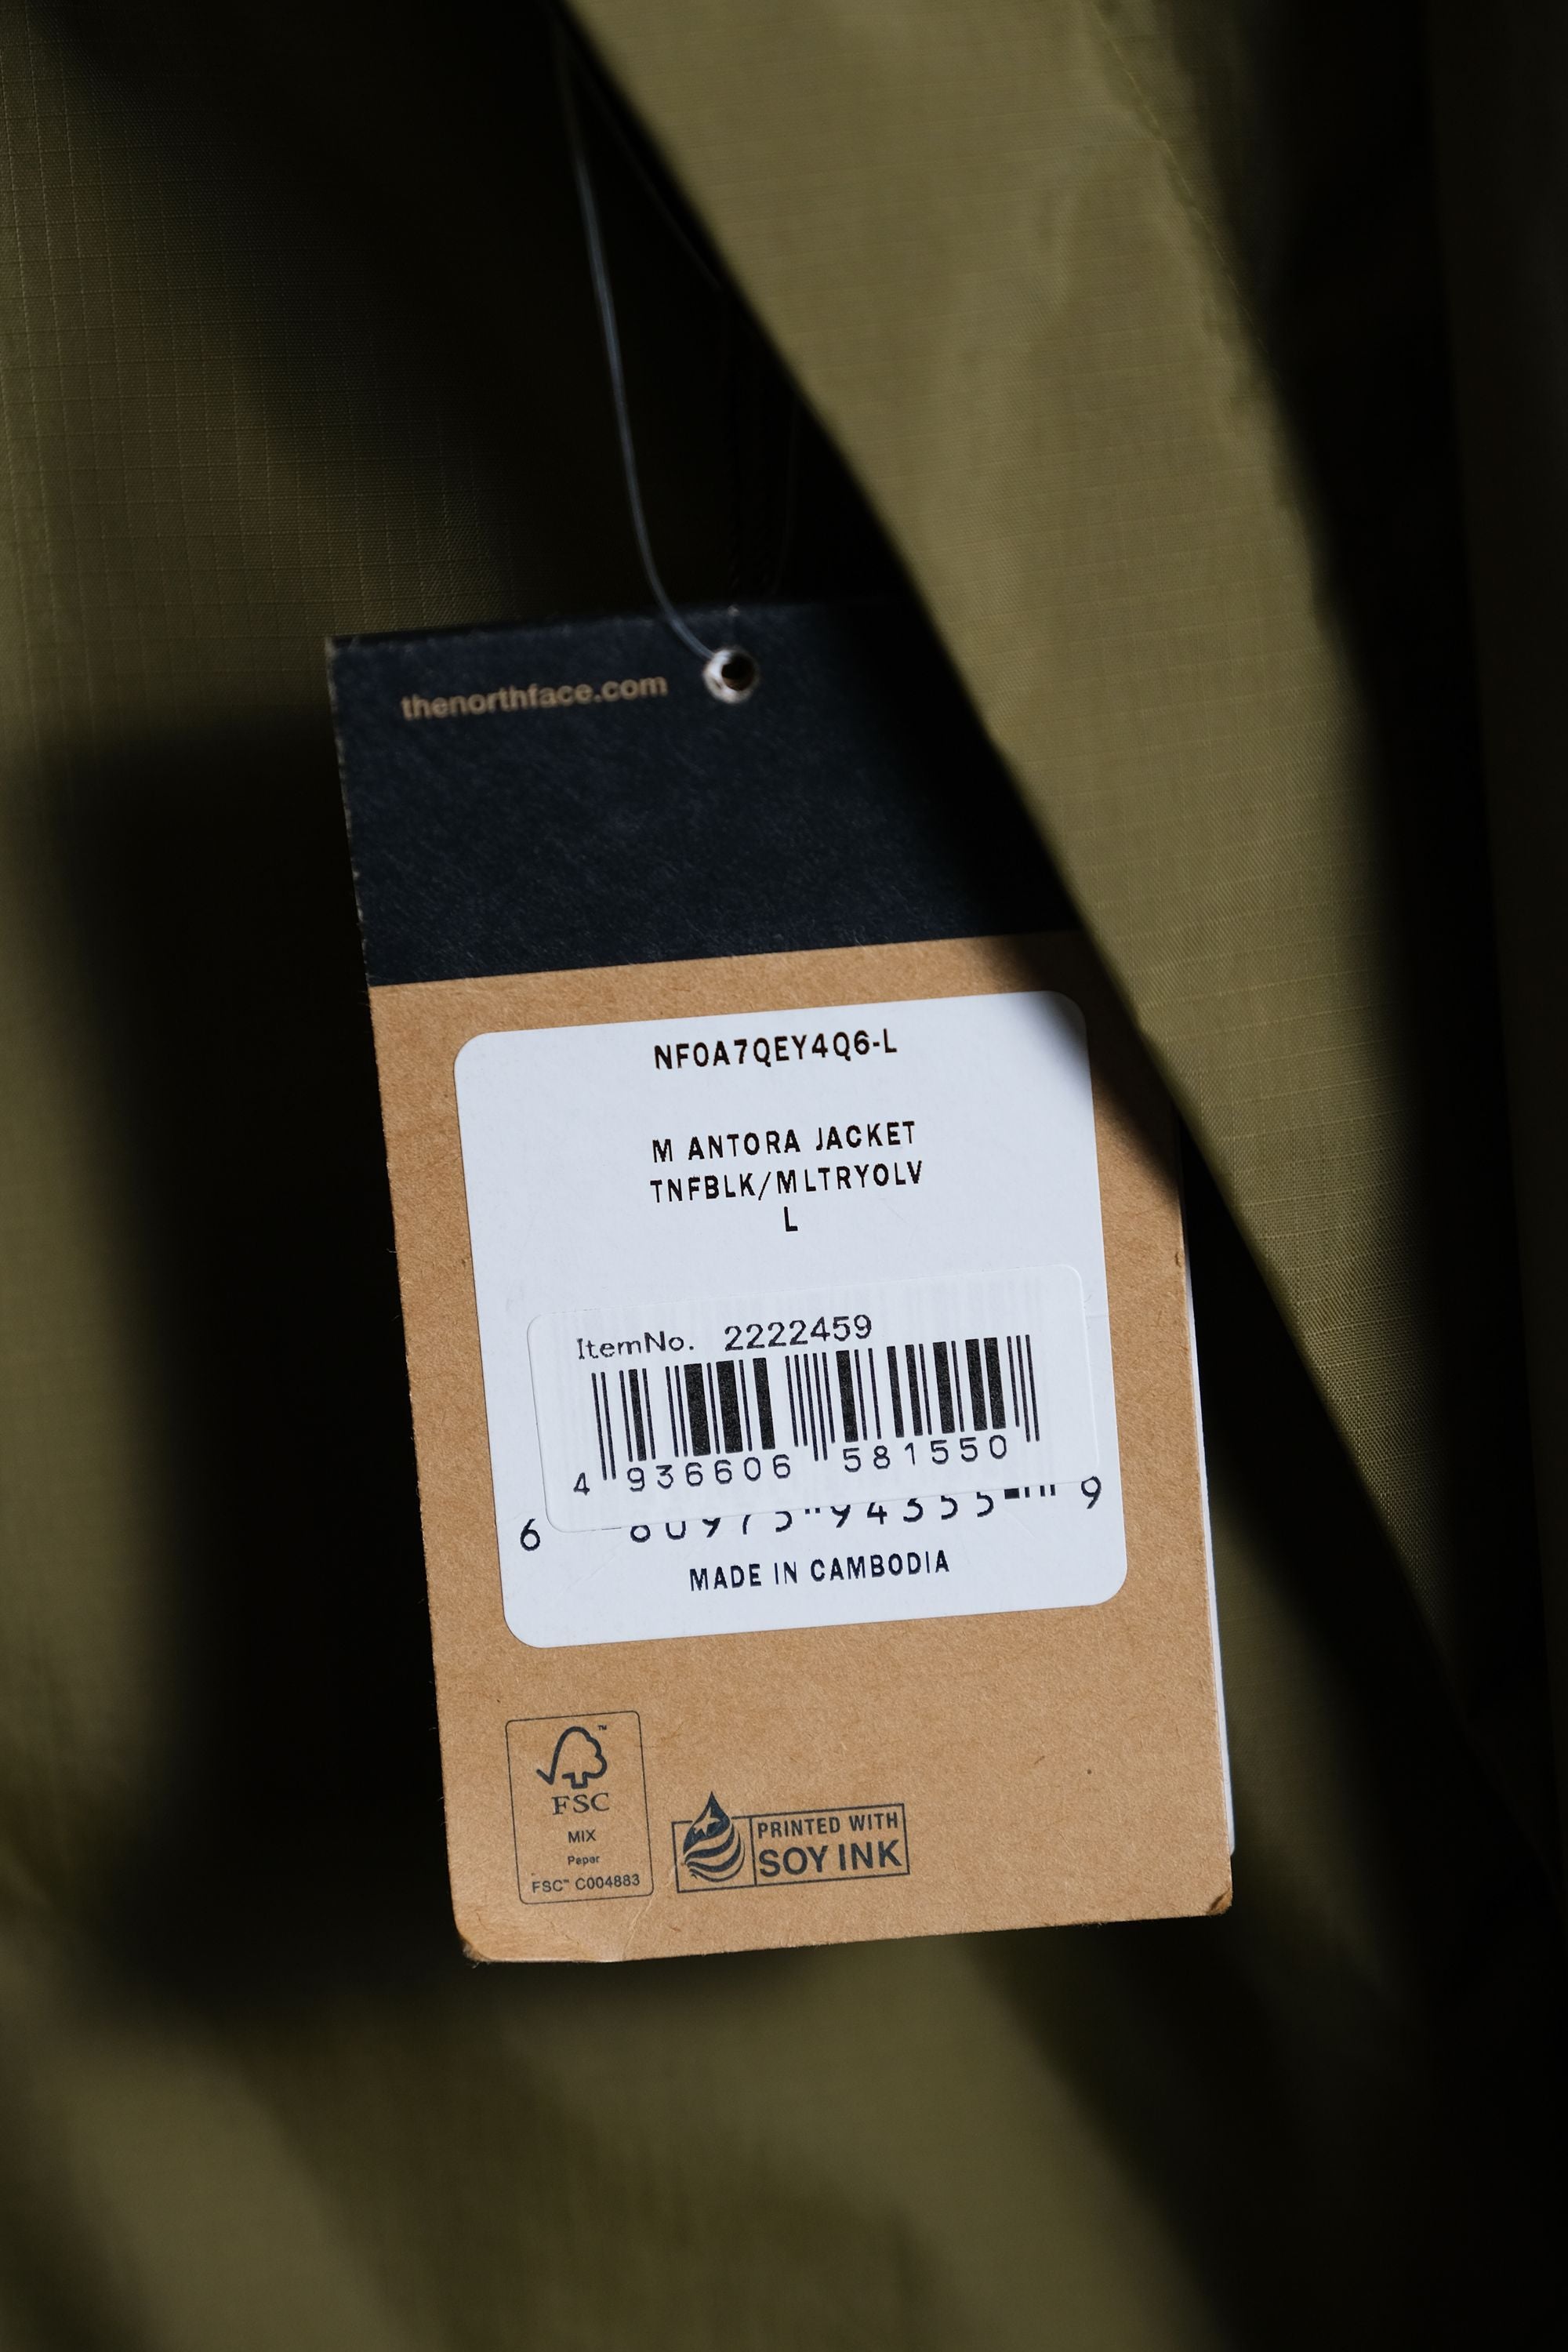 thenorthface.com
NF0A7QEY4Q6-L
M ANTORA JACKET
TNFBLK/MLTRYOLV
L
ItemNo. 2222459
4 936606 581550
MADE IN CAMBODIA
FSC
MIX
Paper
FSC™ C004883
PRINTED WITH
SOY INK